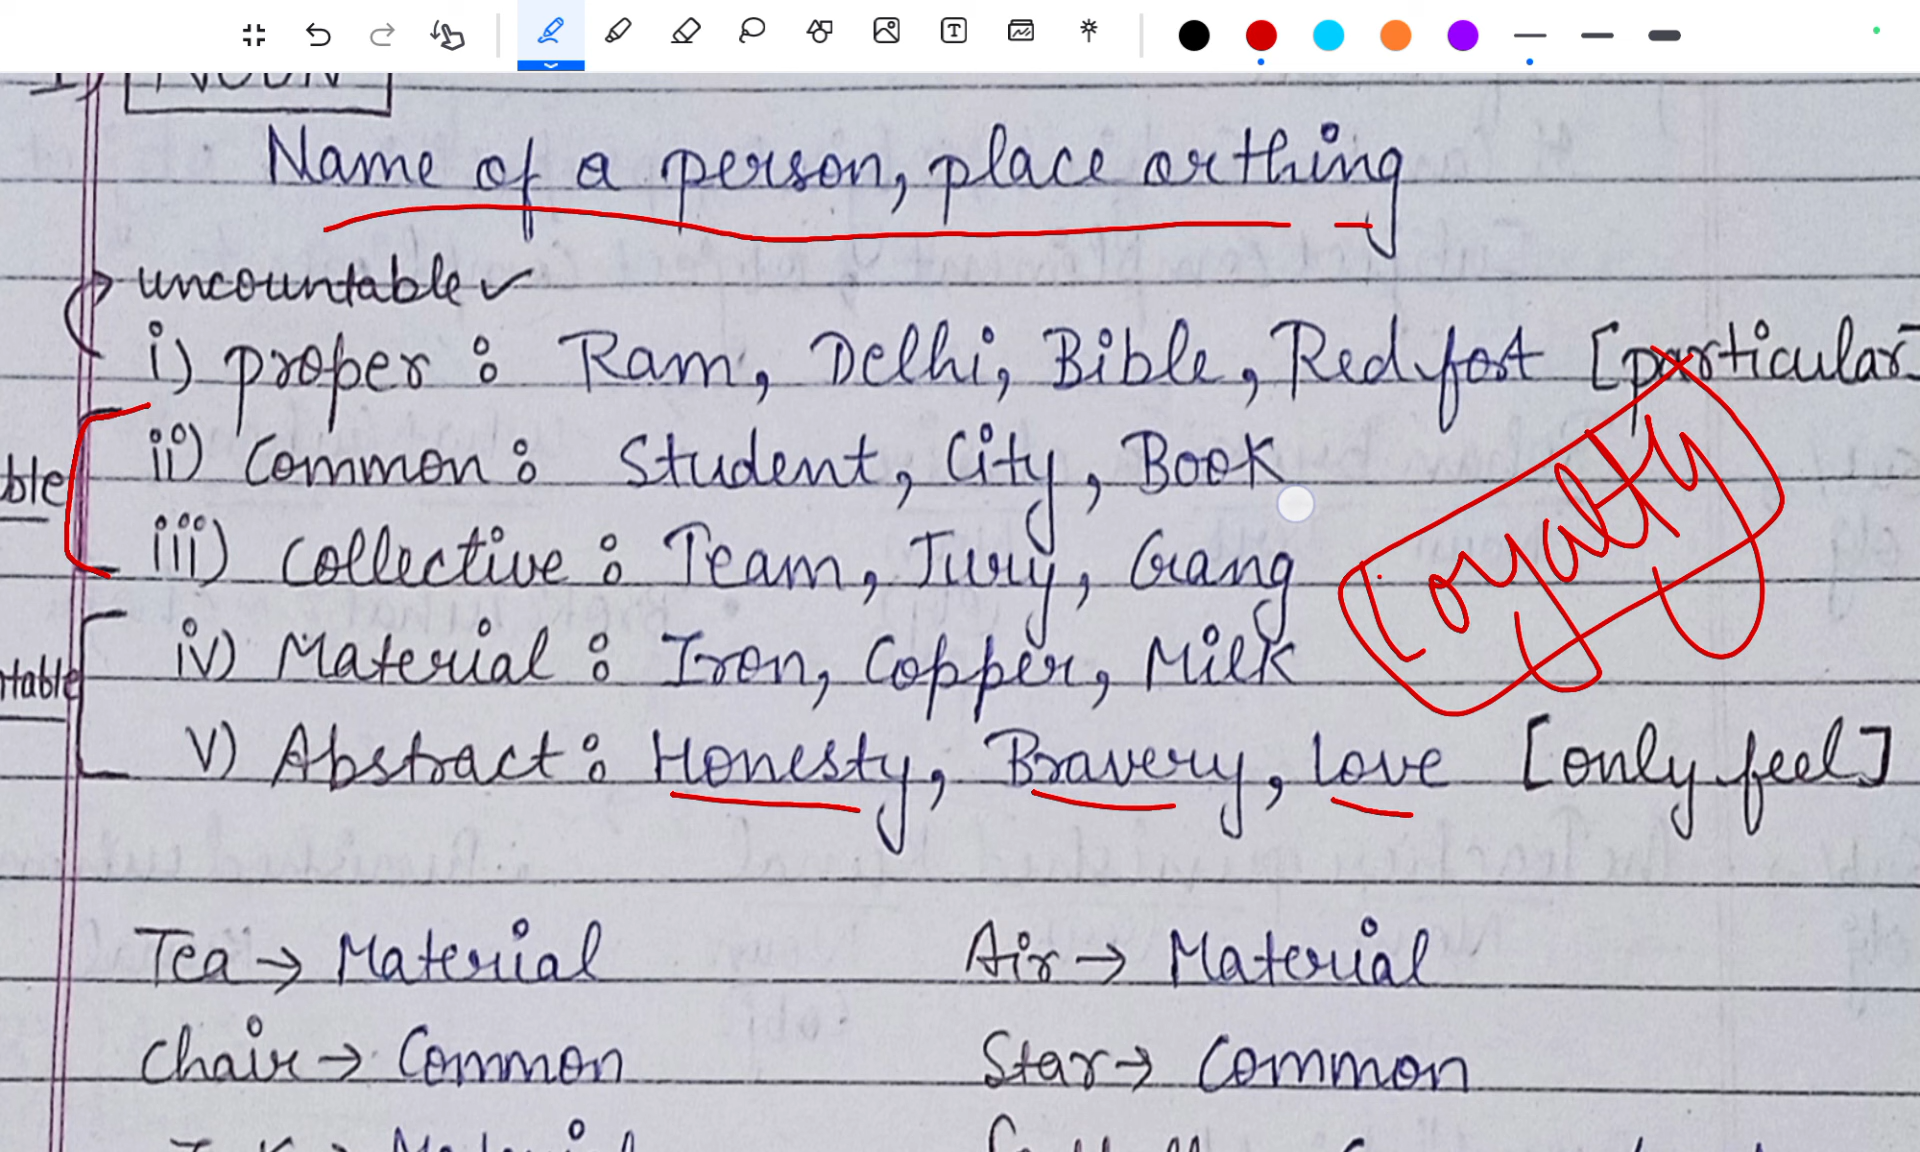 1) NOUN
Name of a person, place or thing
uncountable ✓
i) proper : Ram, Delhi, Bible, Red fort [particular]
ii) Common : Student, City, Book
iii) Collective : Team, Jury, Gang
Loyalty
iv) Material : Iron, Copper, Milk
v) Abstract : Honesty, Bravery, Love [only feel]
Tea → Material
Air → Material
Chair → Common
Star → Common